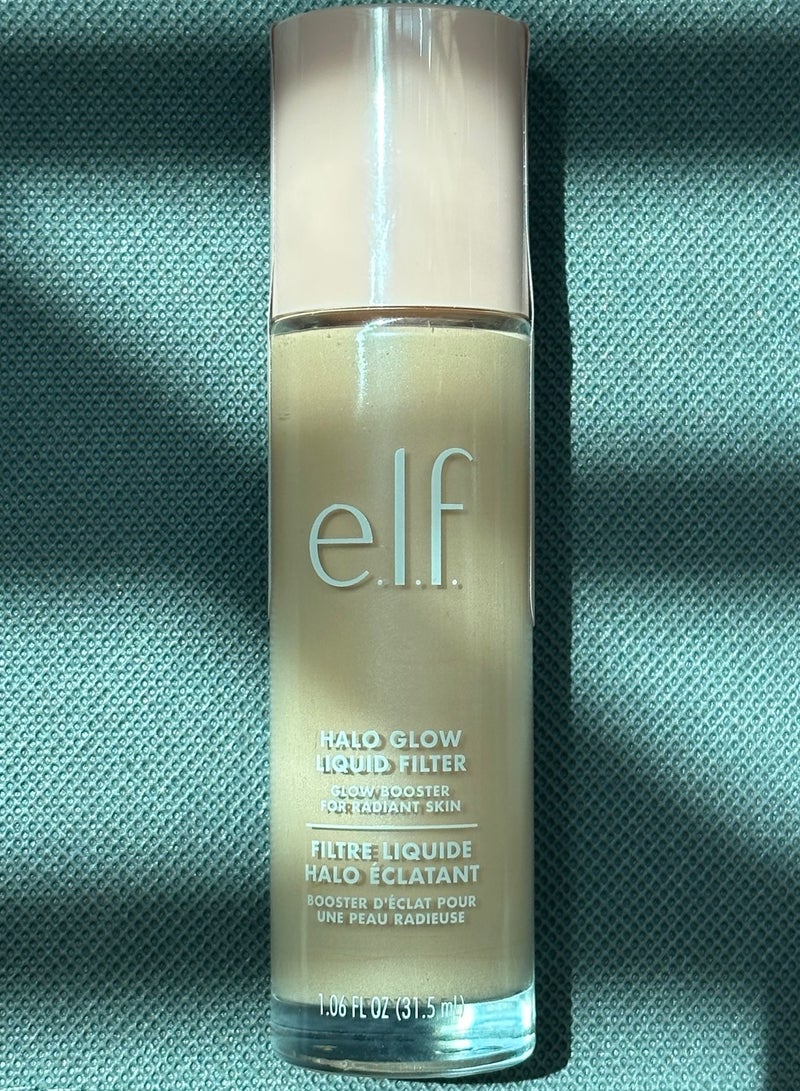 e.l.f.
HALO GLOW
LIQUID FILTER
GLOW BOOSTER
FOR RADIANT SKIN
FILTRE LIQUIDE
HALO ÉCLATANT
BOOSTER D'ÉCLAT POUR
UNE PEAU RADIEUSE
1.06 FL OZ (31.5 mL)